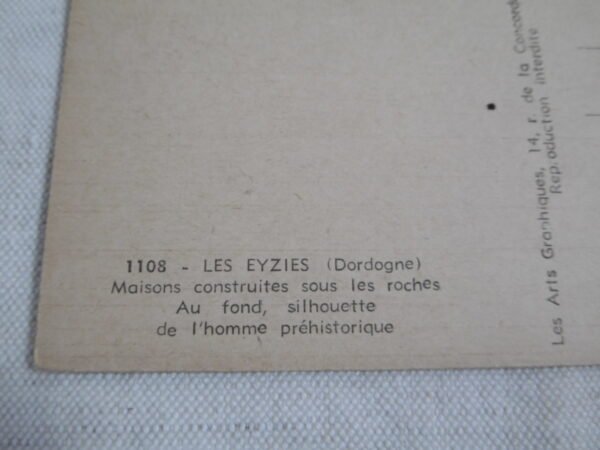 1108 - LES EYZIES (Dordogne)
Maisons construites sous les roches
Au fond, silhouette
de l'homme préhistorique
Les Arts Graphiques, 14, r. de la Concord
Reproduction interdite